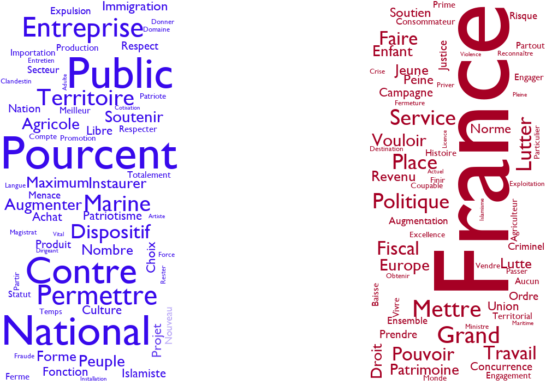 Expulsion Immigration
Donner
Entreprise Domaine
Importation Production Respect
Entretien
Secteur Public
Clandestin Adulte
Territoire Patriote
Nation Meilleur Cotisation
Soutenir
Agricole Libre Respecter
Compte Promotion
Pourcent
Totalement
Langue Maximum Instaurer
Menace
Augmenter Marine
Achat Patriotisme Artiste
Magistrat Vital Dispositif
Produit
Dirigeant Nombre Choix Force
Contre Rester
Partir
Statut Permettre
Temps Culture
National Projet Nouveau
Fraude Forme Peuple
Ferme Fonction Islamiste
Installation
Prime
Soutien Risque
Consommateur
Faire Justice Partout
Enfant Violence Reconnaître
Crise Jeune
Peine Priver Engager
Campagne Pleine
Fermeture
France
Service Norme
Vouloir Licence Lutter Particulier
Destination Histoire
Place Actuel
Revenu Finir
Coupable Exploitation
Politique Islamisme
Augmentation Agriculteur
Excellence
Fiscal Criminel
Europe Vendre Lutte
Obtenir Passer
Aucun
Baisse Vivre Ordre
Mettre Union
Ensemble Territorial
Ministre Maritime
Prendre Grand
Droit Pouvoir Travail
Patrimoine Concurrence
Monde Engagement